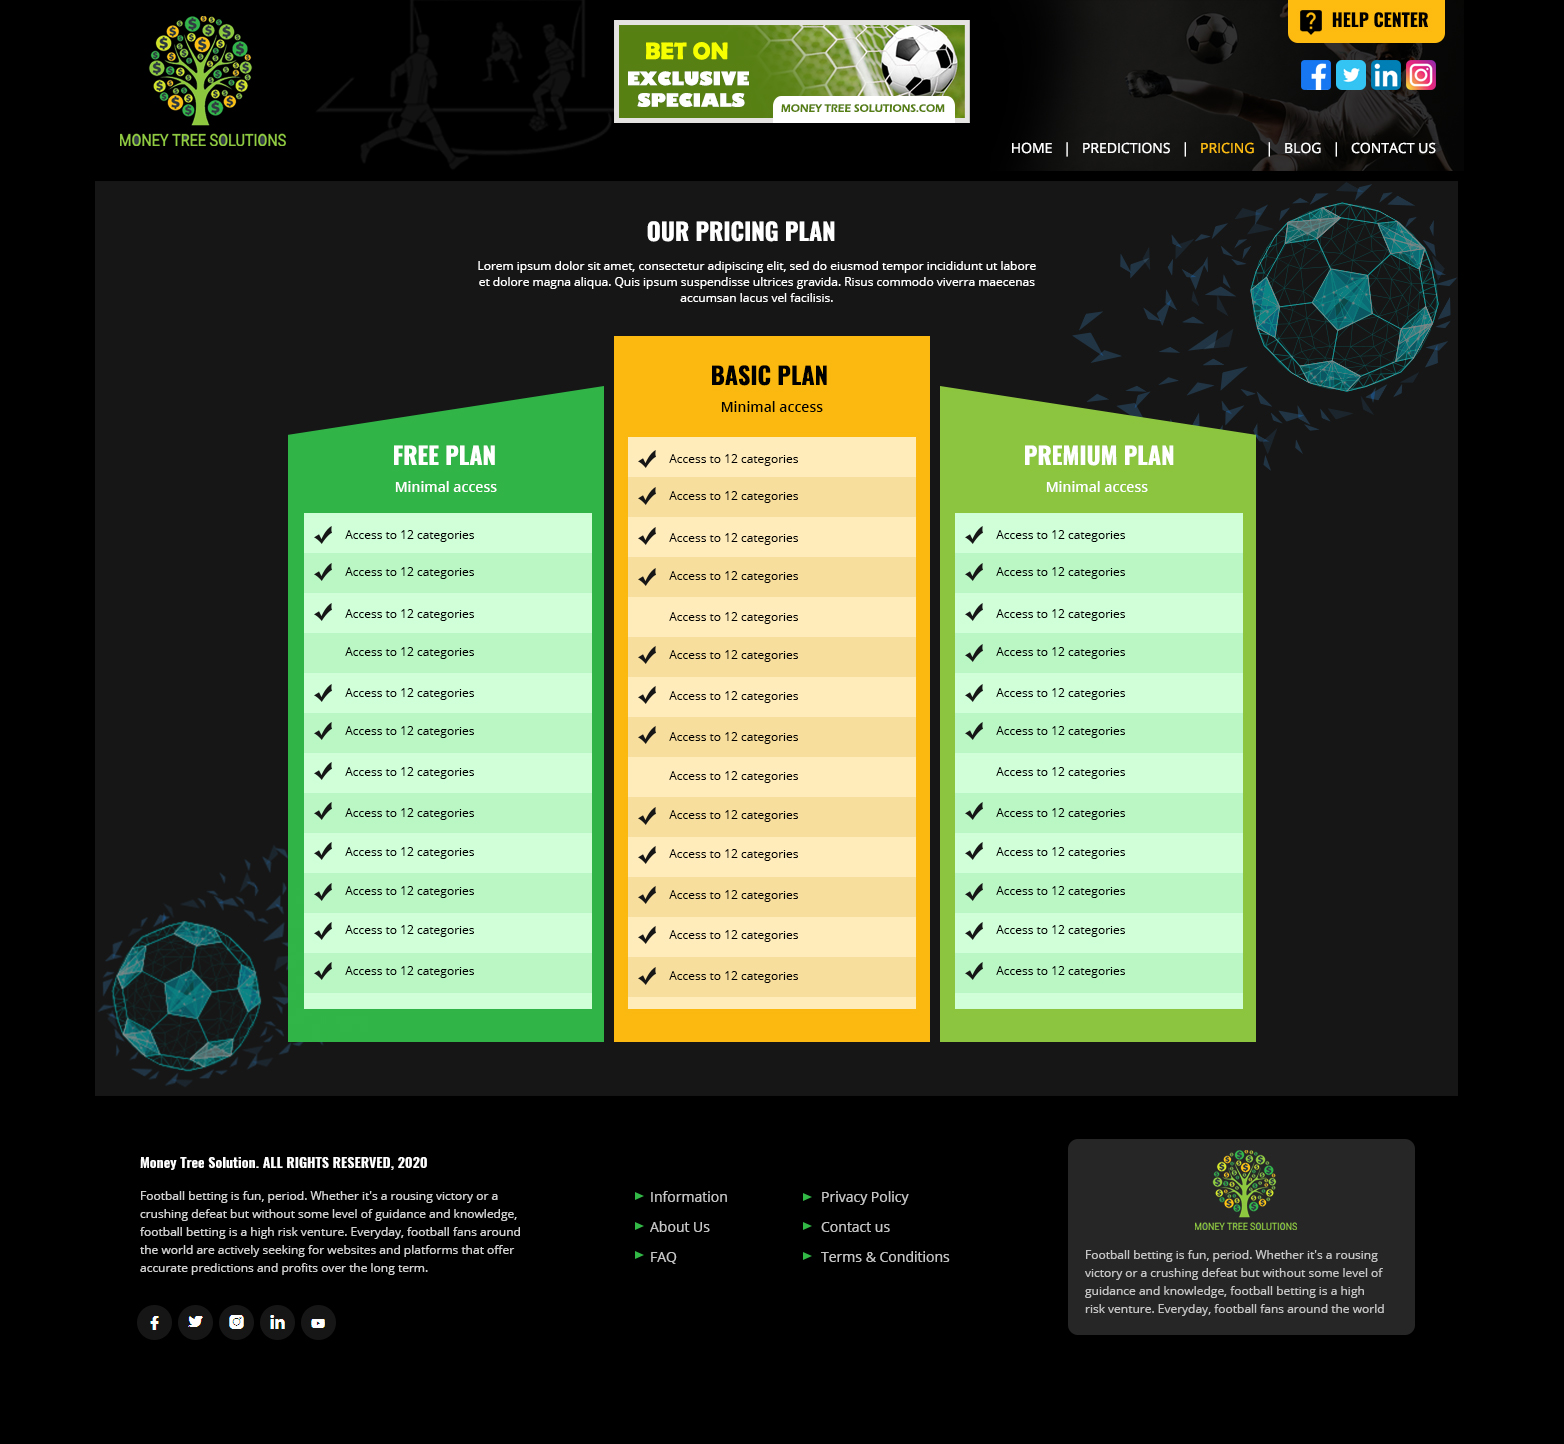 MONEY TREE SOLUTIONS
BET ON
EXCLUSIVE
SPECIALS
MONEY TREE SOLUTIONS.COM
HELP CENTER
HOME | PREDICTIONS | PRICING | BLOG | CONTACT US
OUR PRICING PLAN
Lorem ipsum dolor sit amet, consectetur adipiscing elit, sed do eiusmod tempor incididunt ut labore
et dolore magna aliqua. Quis ipsum suspendisse ultrices gravida. Risus commodo viverra maecenas
accumsan lacus vel facilisis.
FREE PLAN
Minimal access
Access to 12 categories
Access to 12 categories
Access to 12 categories
Access to 12 categories
Access to 12 categories
Access to 12 categories
Access to 12 categories
Access to 12 categories
Access to 12 categories
Access to 12 categories
Access to 12 categories
Access to 12 categories
BASIC PLAN
Minimal access
Access to 12 categories
Access to 12 categories
Access to 12 categories
Access to 12 categories
Access to 12 categories
Access to 12 categories
Access to 12 categories
Access to 12 categories
Access to 12 categories
Access to 12 categories
Access to 12 categories
Access to 12 categories
Access to 12 categories
Access to 12 categories
PREMIUM PLAN
Minimal access
Access to 12 categories
Access to 12 categories
Access to 12 categories
Access to 12 categories
Access to 12 categories
Access to 12 categories
Access to 12 categories
Access to 12 categories
Access to 12 categories
Access to 12 categories
Access to 12 categories
Access to 12 categories
Money Tree Solution. ALL RIGHTS RESERVED, 2020
Football betting is fun, period. Whether it's a rousing victory or a
crushing defeat but without some level of guidance and knowledge,
football betting is a high risk venture. Everyday, football fans around
the world are actively seeking for websites and platforms that offer
accurate predictions and profits over the long term.
Information
About Us
FAQ
Privacy Policy
Contact us
Terms & Conditions
MONEY TREE SOLUTIONS
Football betting is fun, period. Whether it's a rousing
victory or a crushing defeat but without some level of
guidance and knowledge, football betting is a high
risk venture. Everyday, football fans around the world